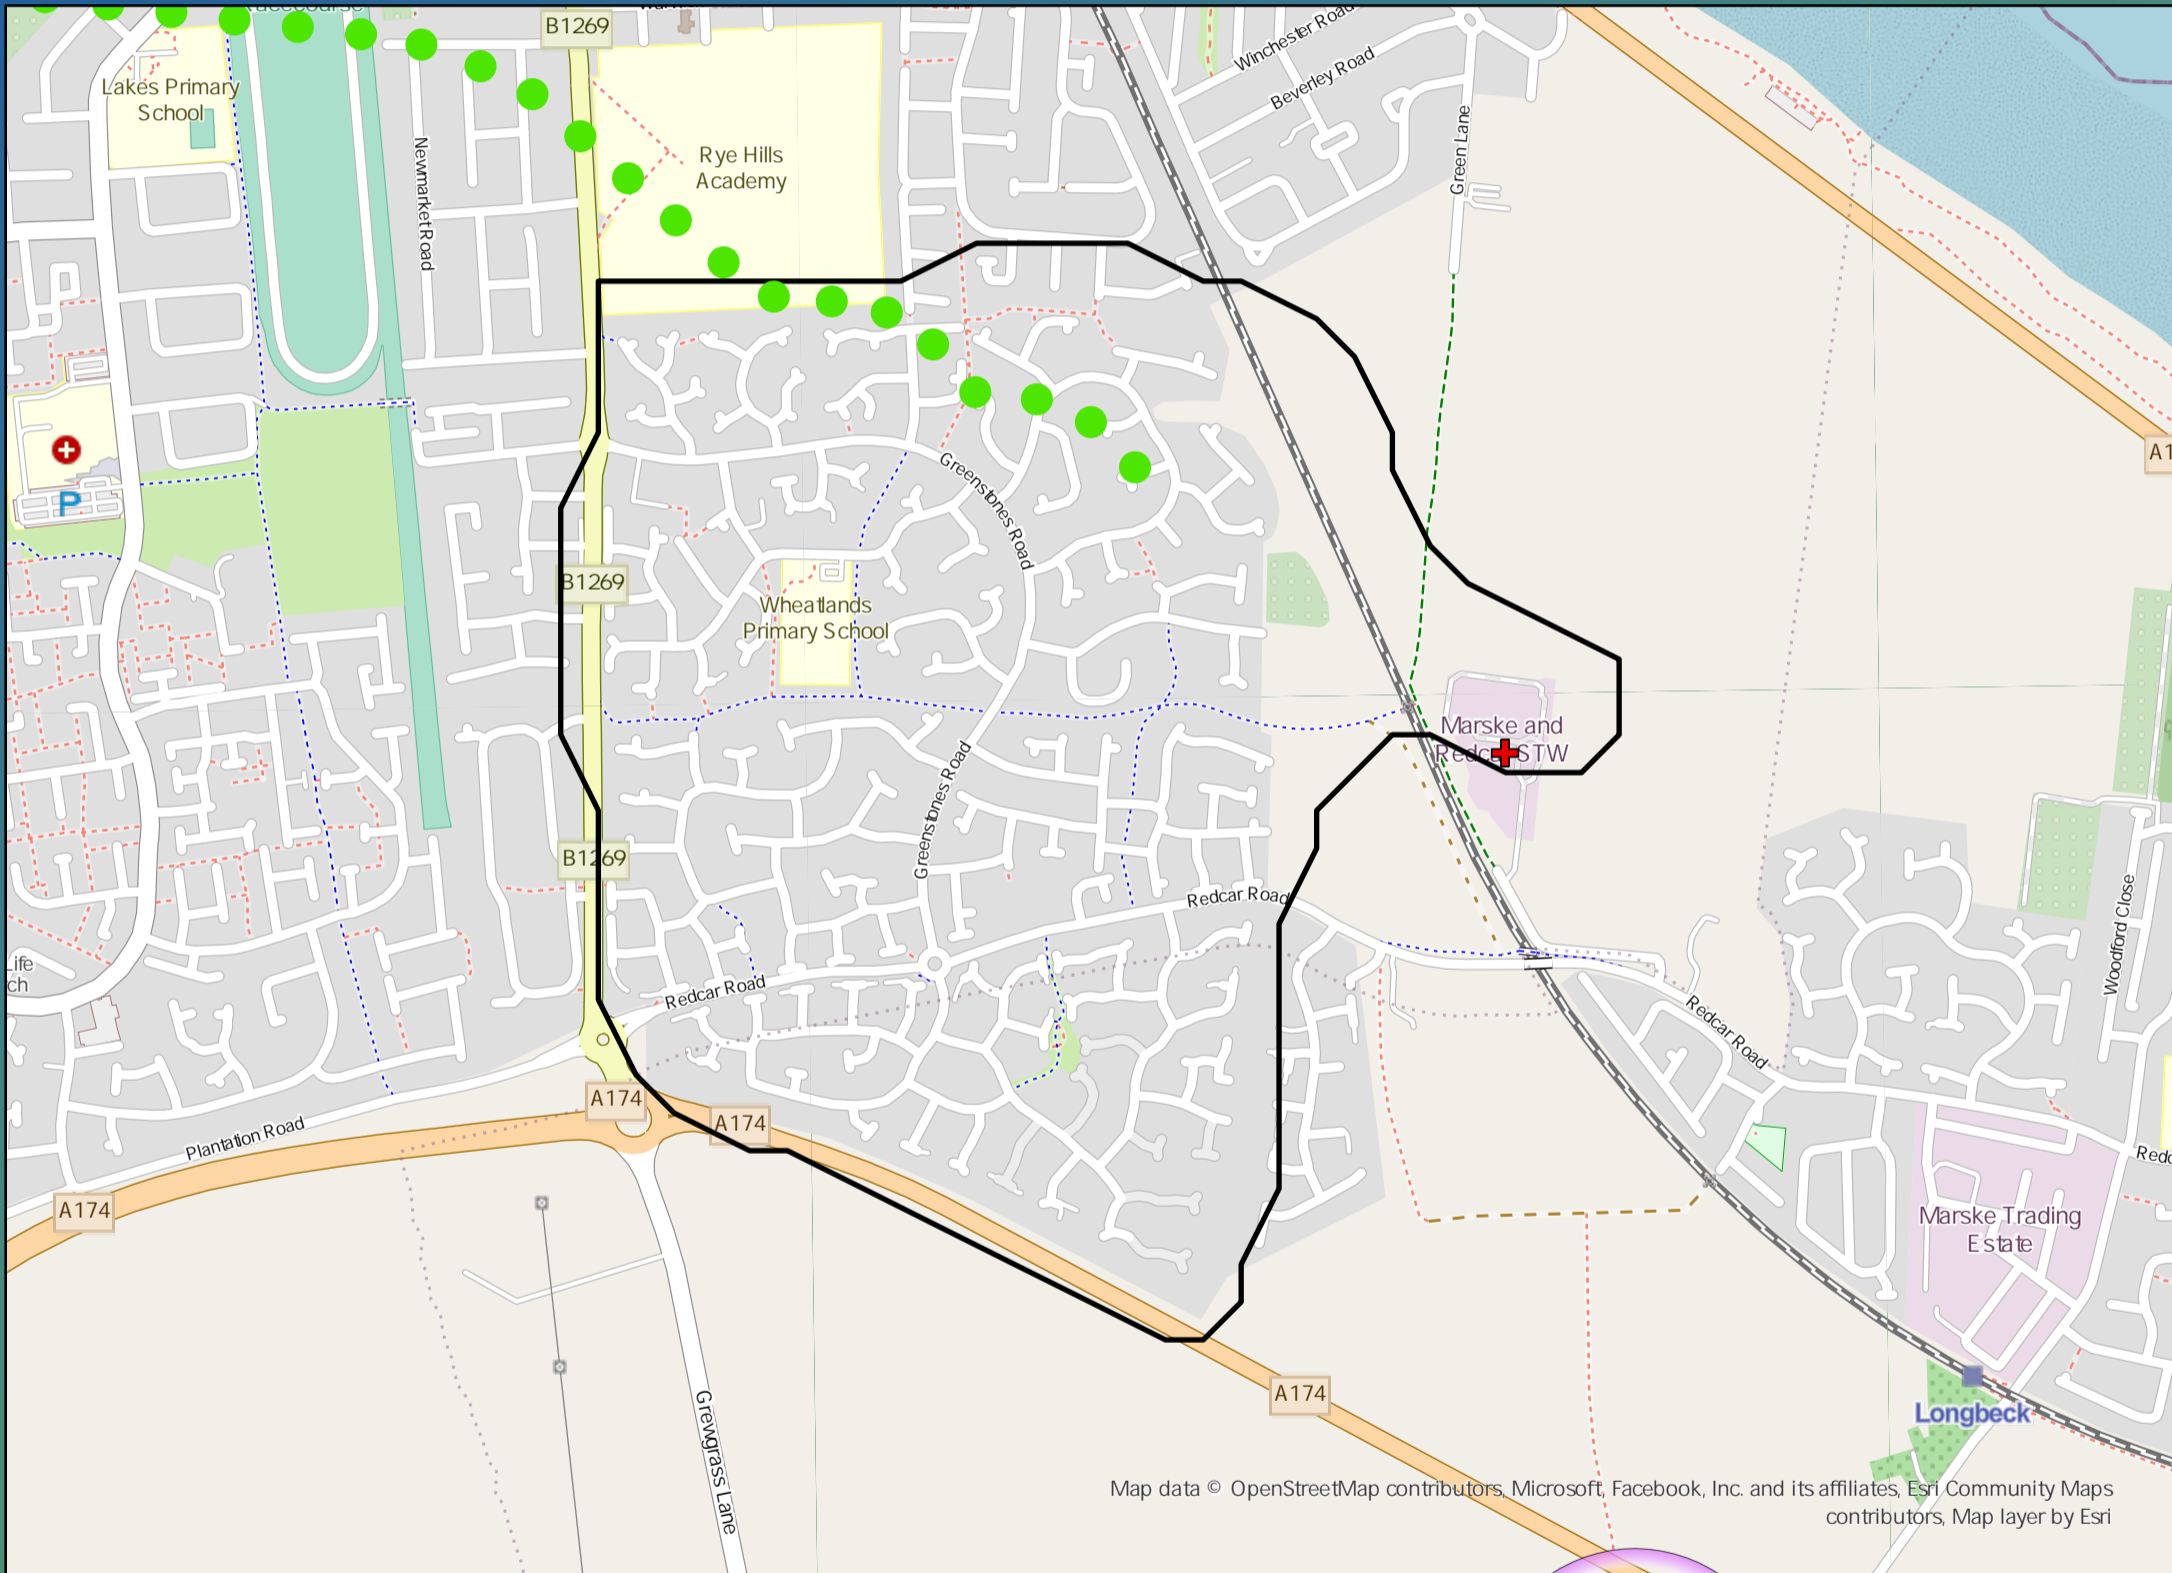 Racecourse
B1269
Winchester Road
Beverley Road
Lakes Primary
School
Newmarket Road
Rye Hills
Academy
Green Lane
P
Greenstones Road
B1269
Wheatlands
Primary School
Marske and
Redcar STW
Greenstones Road
B1269
Redcar Road
Woodford Close
Redcar Road
Redcar Road
A174
A174
Plantation Road
A174
Marske Trading
Estate
A174
Grewgrass Lane
Longbeck
Map data © OpenStreetMap contributors, Microsoft, Facebook, Inc. and its affiliates, Esri Community Maps
contributors, Map layer by Esri